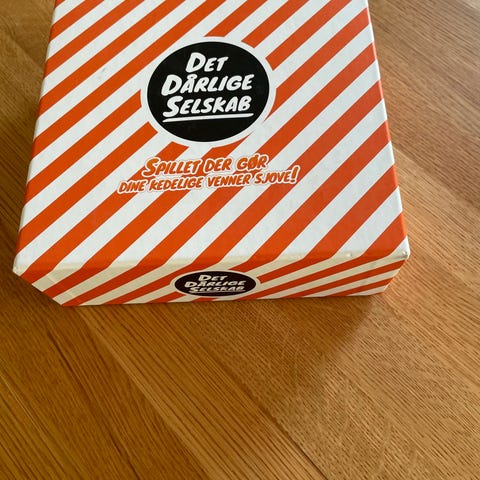 DET
DÅRLIGE
SELSKAB
SPILLET DER GØR
DINE KEDELIGE VENNER SJOVE!
DET
DÅRLIGE
SELSKAB